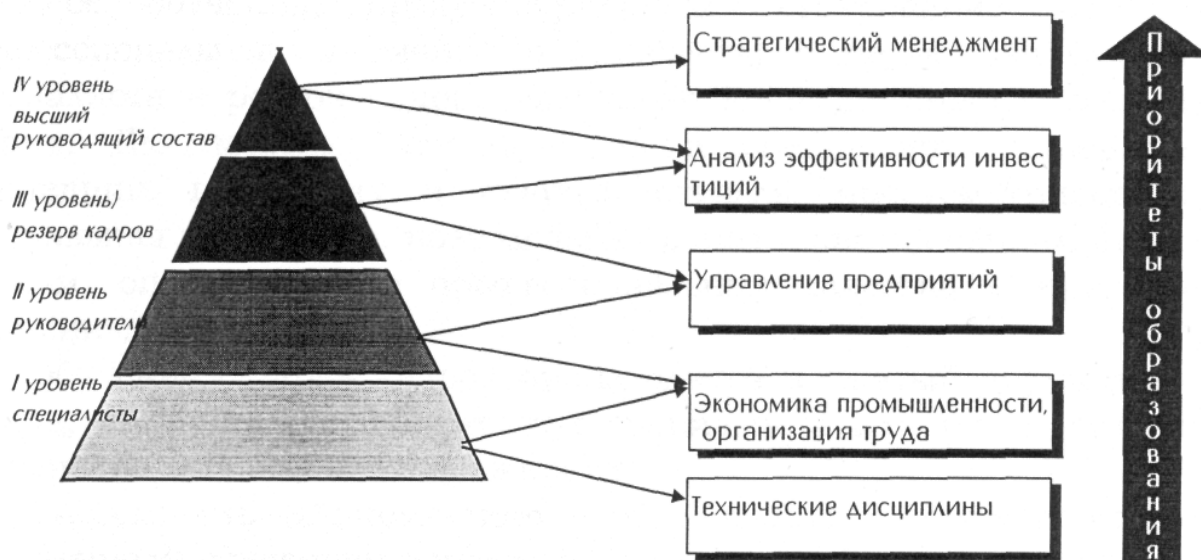 IV уровень
высший
руководящий состав
III уровень)
резерв кадров
II уровень
руководители
I уровень
специалисты
Стратегический менеджмент
Анализ эффективности инвес
тиций
Управление предприятий
Экономика промышленности,
организация труда
Технические дисциплины
Приоритеты образования